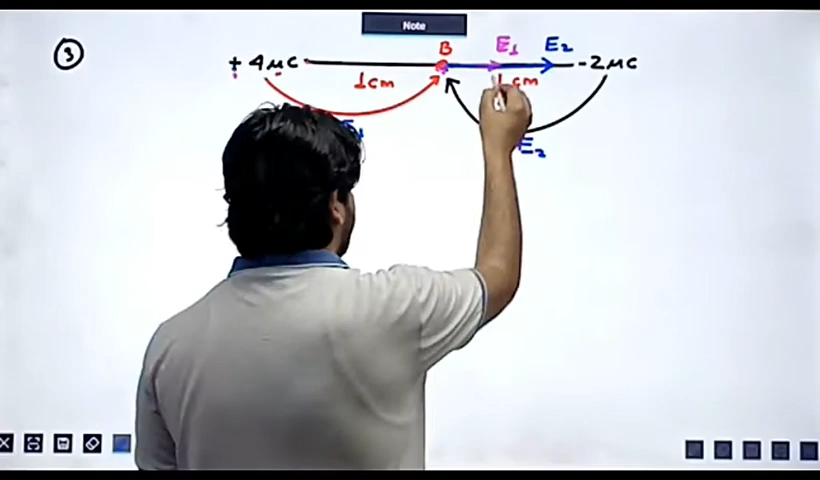 Note
3
B E₁ E₂
+ 4μC -2μC
1cm 1cm
E₂